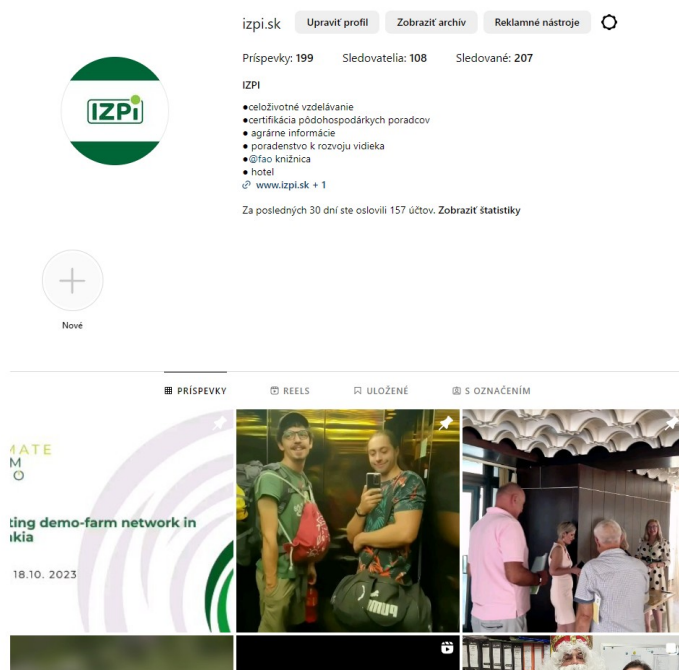 izpi.sk Upraviť profil Zobraziť archív Reklamné nástroje
Príspevky: 199 Sledovatelia: 108 Sledované: 207
IZPI
IZPi
●celoživotné vzdelávanie
●certifikácia pôdohospodárkych poradcov
● agrárne informácie
● poradenstvo k rozvoju vidieka
●@fao knižnica
● hotel
www.izpi.sk + 1
Za posledných 30 dní ste oslovili 157 účtov. Zobraziť štatistiky
Nové
PRÍSPEVKY REELS ULOŽENÉ S OZNAČENÍM
MATE
M
O
ting demo-farm network in
akia
18.10. 2023
PUMA